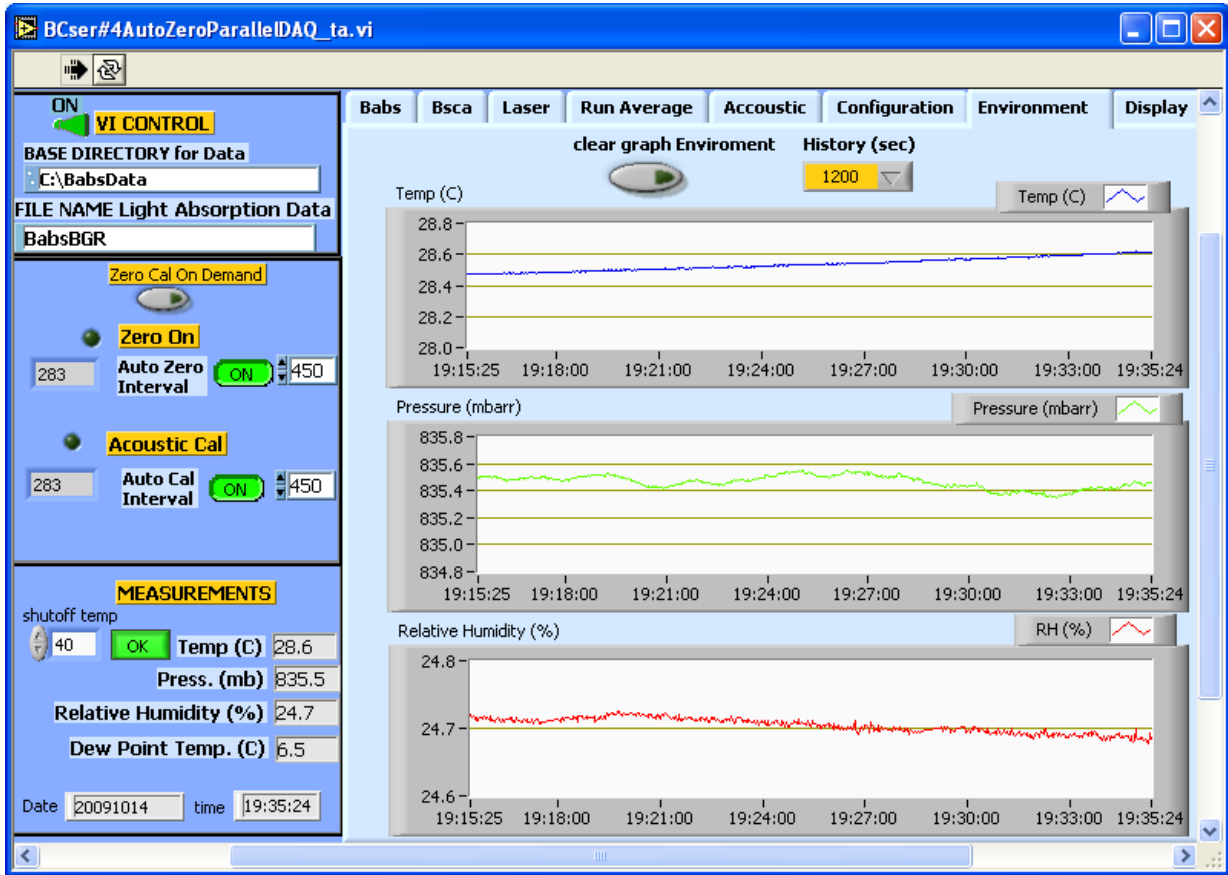 BCser#4AutoZeroParallelDAQ_ta.vi
ON
VI CONTROL
BASE DIRECTORY for Data
C:\BabsData
FILE NAME Light Absorption Data
BabsBGR
Zero Cal On Demand
Zero On
283
Auto Zero
Interval
ON
450
Acoustic Cal
283
Auto Cal
Interval
ON
450
MEASUREMENTS
shutoff temp
40
OK
Temp (C) 28.6
Press. (mb) 835.5
Relative Humidity (%) 24.7
Dew Point Temp. (C) 6.5
Date 20091014 time 19:35:24
Babs Bsca Laser Run Average Accoustic Configuration Environment Display
clear graph Enviroment
History (sec)
1200
Temp (C)
Temp (C)
28.8
28.6
28.4
28.2
28.0
19:15:25 19:18:00 19:21:00 19:24:00 19:27:00 19:30:00 19:33:00 19:35:24
Pressure (mbarr)
Pressure (mbarr)
835.8
835.6
835.4
835.2
835.0
834.8
19:15:25 19:18:00 19:21:00 19:24:00 19:27:00 19:30:00 19:33:00 19:35:24
Relative Humidity (%)
RH (%)
24.8
24.7
24.6
19:15:25 19:18:00 19:21:00 19:24:00 19:27:00 19:30:00 19:33:00 19:35:24